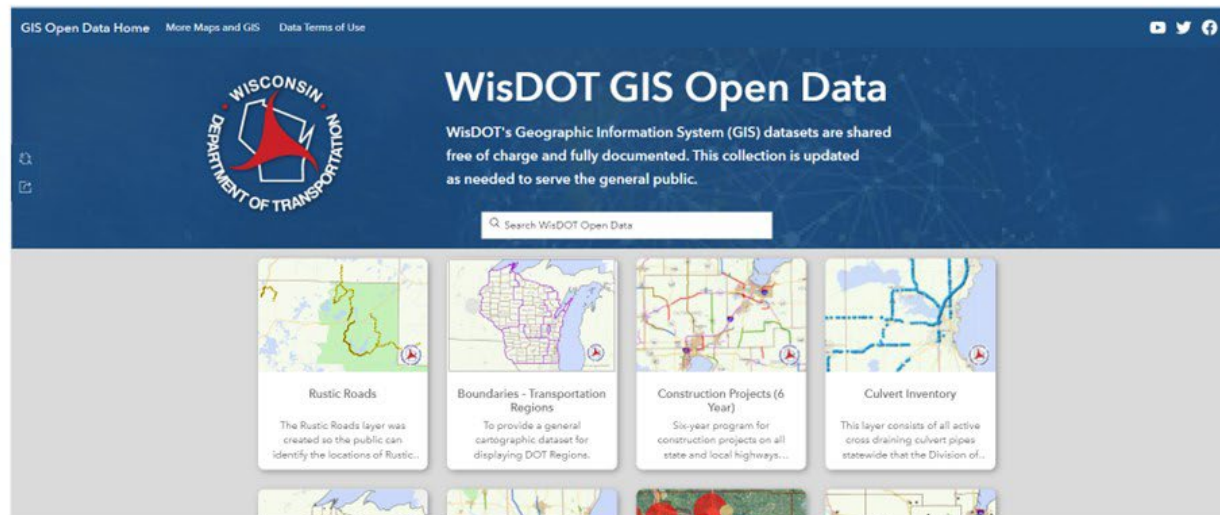 GIS Open Data Home More Maps and GIS Data Terms of Use
WISCONSIN
DEPARTMENT OF TRANSPORTATION
WisDOT GIS Open Data
WisDOT's Geographic Information System (GIS) datasets are shared
free of charge and fully documented. This collection is updated
as needed to serve the general public.
Search WisDOT Open Data
Rustic Roads
The Rustic Roads layer was
created so the public can
identify the locations of Rustic..
Boundaries - Transportation
Regions
To provide a general
cartographic dataset for
displaying DOT Regions.
Construction Projects (6
Year)
Six-year program for
construction projects on all
state and local highways....
Culvert Inventory
This layer consists of all active
cross draining culvert pipes
statewide that the Division of..